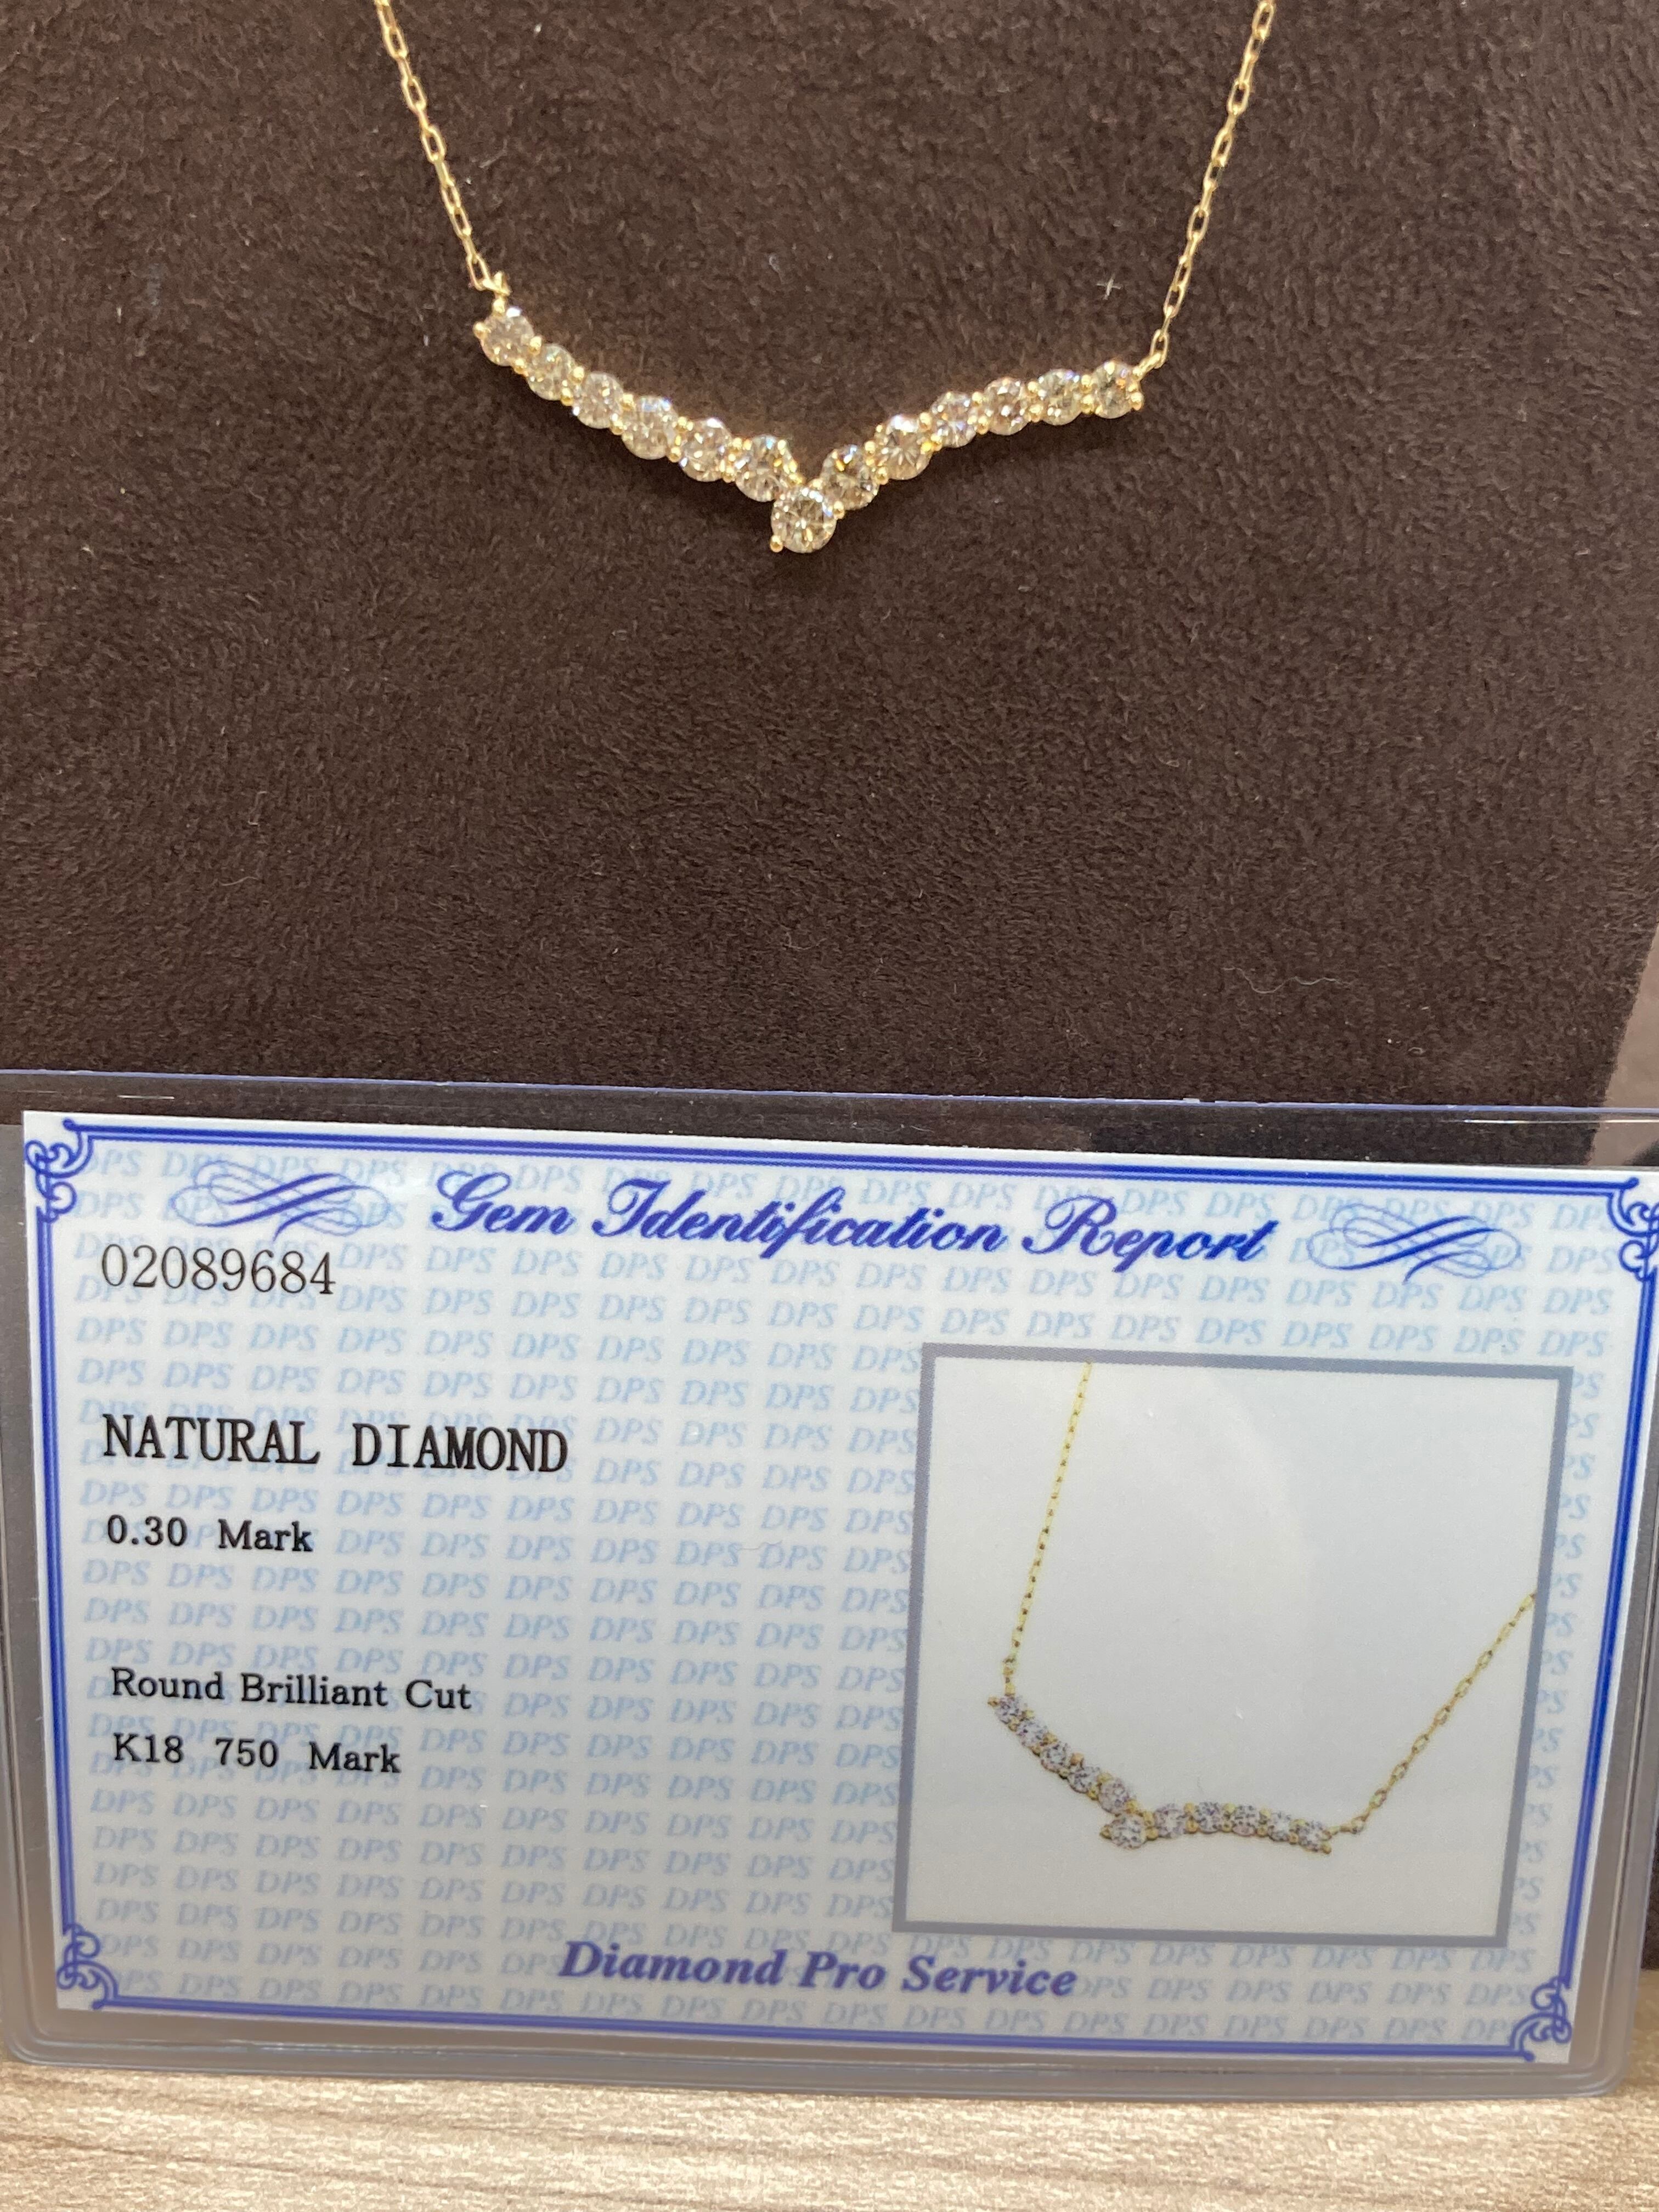 Gem Identification Report
02089684
NATURAL DIAMOND
0.30 Mark
Round Brilliant Cut
K18 750 Mark
Diamond Pro Service